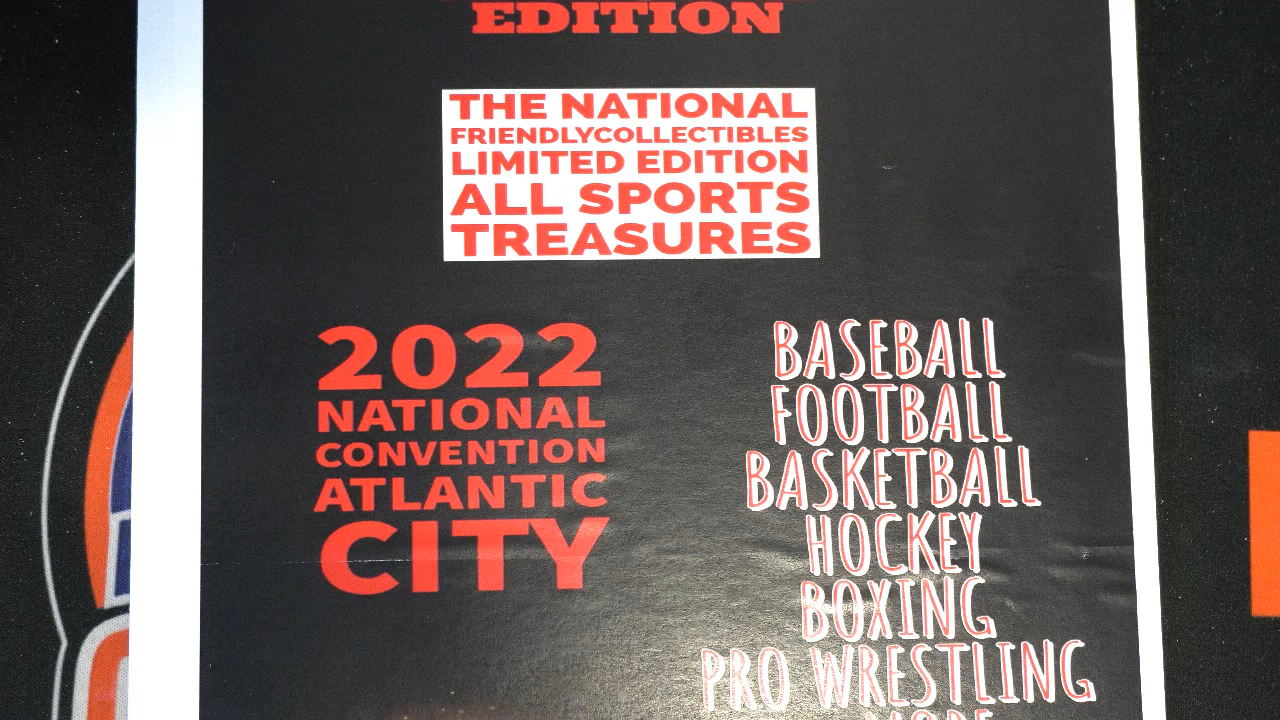 EDITION
THE NATIONAL
FRIENDLYCOLLECTIBLES
LIMITED EDITION
ALL SPORTS
TREASURES
2022
NATIONAL
CONVENTION
ATLANTIC
CITY
BASEBALL
FOOTBALL
BASKETBALL
HOCKEY
BOXING
PRO WRESTLING